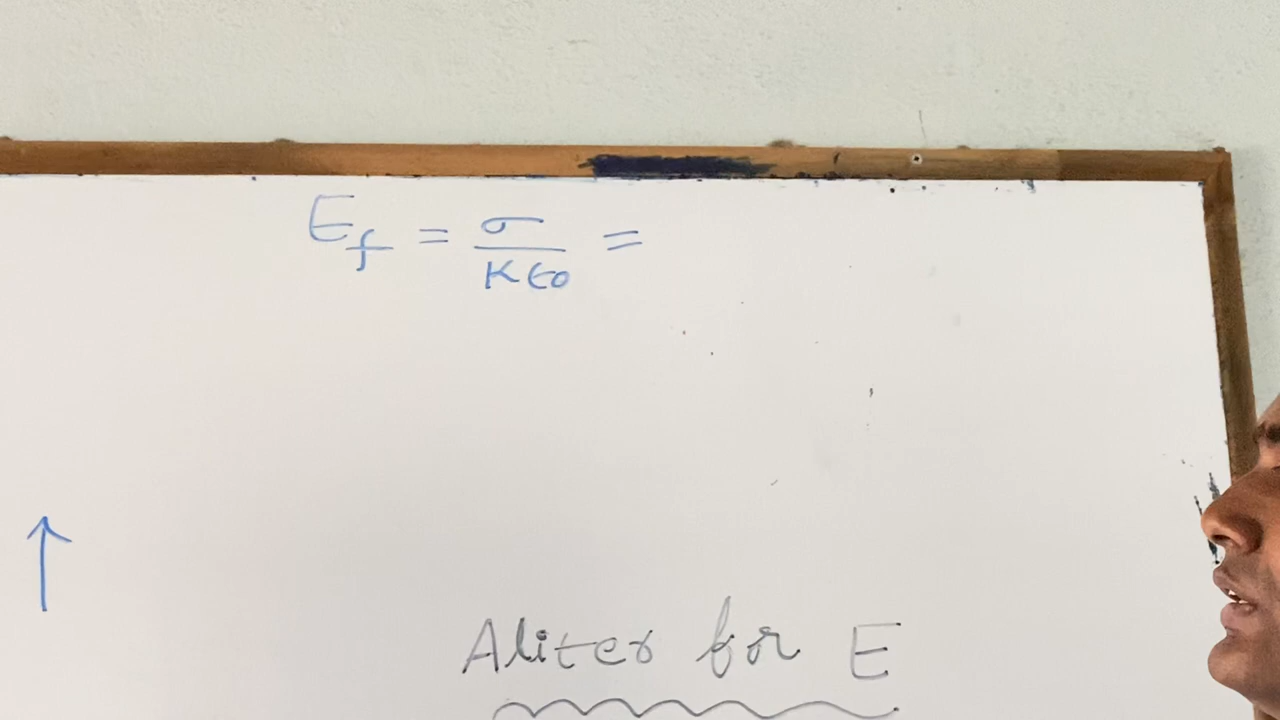 E_f = σ/Kϵ0 =
↑
Aliter for E